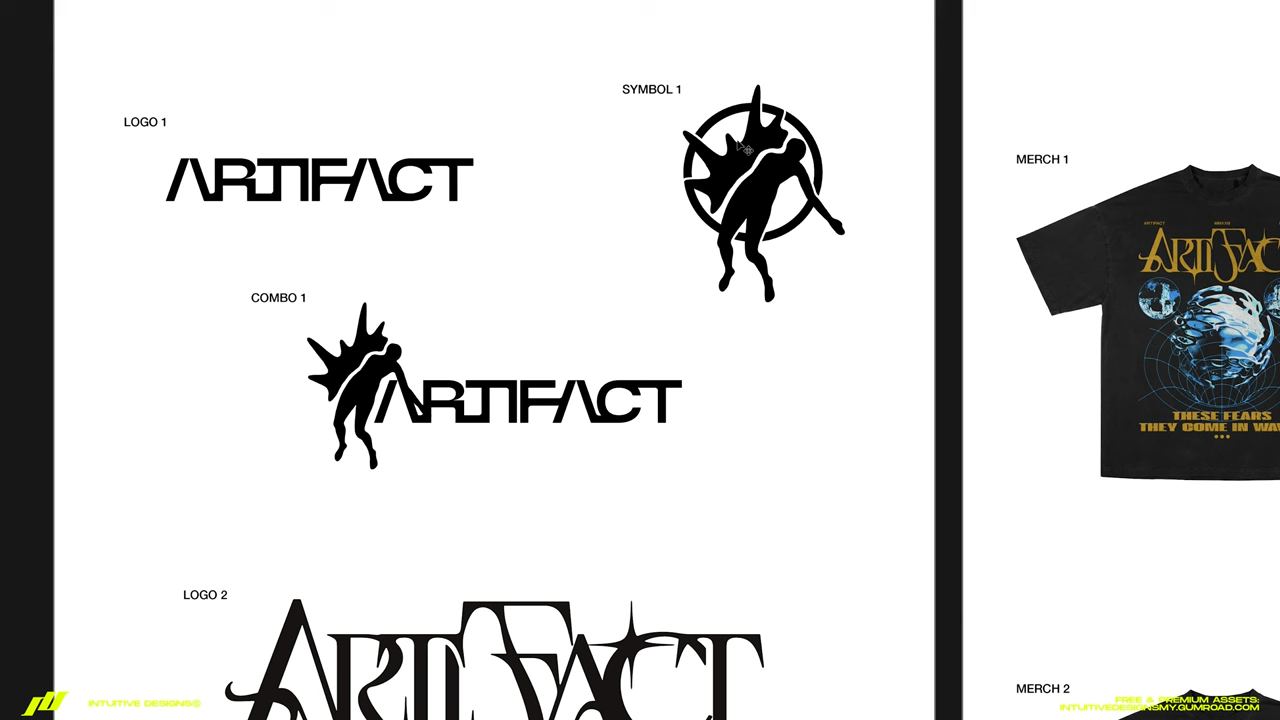 SYMBOL 1
LOGO 1
ARTIFACT
COMBO 1
ARTIFACT
LOGO 2
ARTIFACT
MERCH 1
ARTIFACT
THESE FEARS
THEY COME IN
MERCH 2
INTUITIVE DESIGNS®
FREE & PREMIUM ASSETS:
INTUITIVEDESIGNSMY.GUMROAD.COM